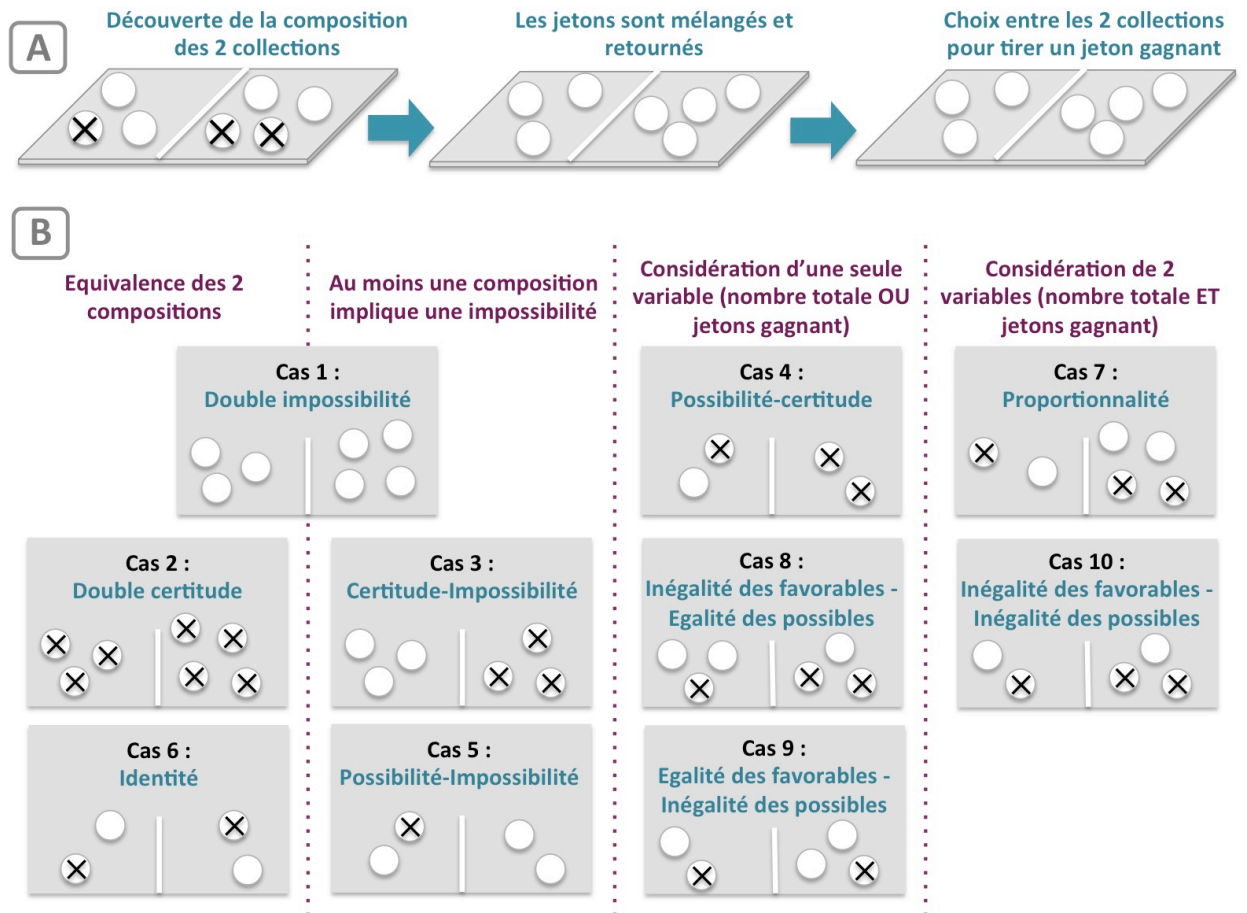 A
Découverte de la composition
des 2 collections
Les jetons sont mélangés et
retournés
Choix entre les 2 collections
pour tirer un jeton gagnant
B
Equivalence des 2
compositions
Au moins une composition
implique une impossibilité
Considération d'une seule
variable (nombre totale OU
jetons gagnant)
Considération de 2
variables (nombre totale ET
jetons gagnant)
Cas 1 :
Double impossibilité
Cas 4 :
Possibilité-certitude
Cas 7 :
Proportionnalité
Cas 2 :
Double certitude
Cas 3 :
Certitude-Impossibilité
Cas 8 :
Inégalité des favorables -
Egalité des possibles
Cas 10 :
Inégalité des favorables -
Inégalité des possibles
Cas 6 :
Identité
Cas 5 :
Possibilité-Impossibilité
Cas 9 :
Egalité des favorables -
Inégalité des possibles